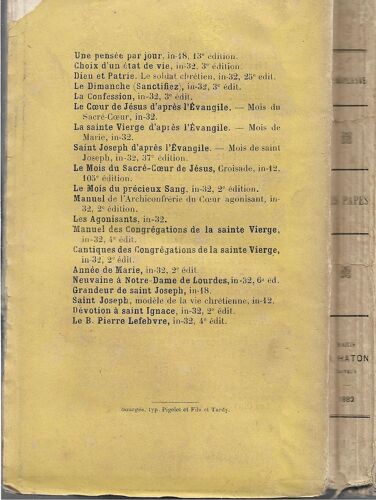 Une pensée par jour, in-18, 13e édition.
Choix d'un état de vie, in-32, 3e édition.
Dieu et Patrie. Le soldat chrétien, in-32, 25e edit.
Le Dimanche (Sanctifiez), in-32, 3e édit.
La Confession, in-32, 3e édit.
Le Cœur de Jésus d'après l'Évangile. — Mois du
Sacré-Cœur, in-32.
La sainte Vierge d'après l'Évangile. — Mois de
Marie, in-32.
Saint Joseph d'après l'Évangile. — Mois de saint
Joseph, in-32, 37e édition.
Le Mois du Sacré-Cœur de Jésus, Croisade, in-12,
105e édition.
Le Mois du précieux Sang, in-32, 2e édition.
Manuel de l'Archiconfrérie du Cœur agonisant, in-
32, 2e édition.
Les Agonisants, in-32.
Manuel des Congrégations de la sainte Vierge,
in-32, 4e édit.
Cantiques des Congrégations de la sainte Vierge,
in-32, 2e édit.
Année de Marie, in-32, 2e édit.
Neuvaine à Notre-Dame de Lourdes, in-32, 6e éd.
Grandeur de saint Joseph, in-18.
Saint Joseph, modèle de la vie chrétienne, in-12.
Dévotion à saint Ignace, in-32, 2e édit.
Le B. Pierre Lefebvre, in-32, 4e édit.
Bourges, typ. Pigelet et Fils et Tardy.
PAPES
PARIS
HATON
1882